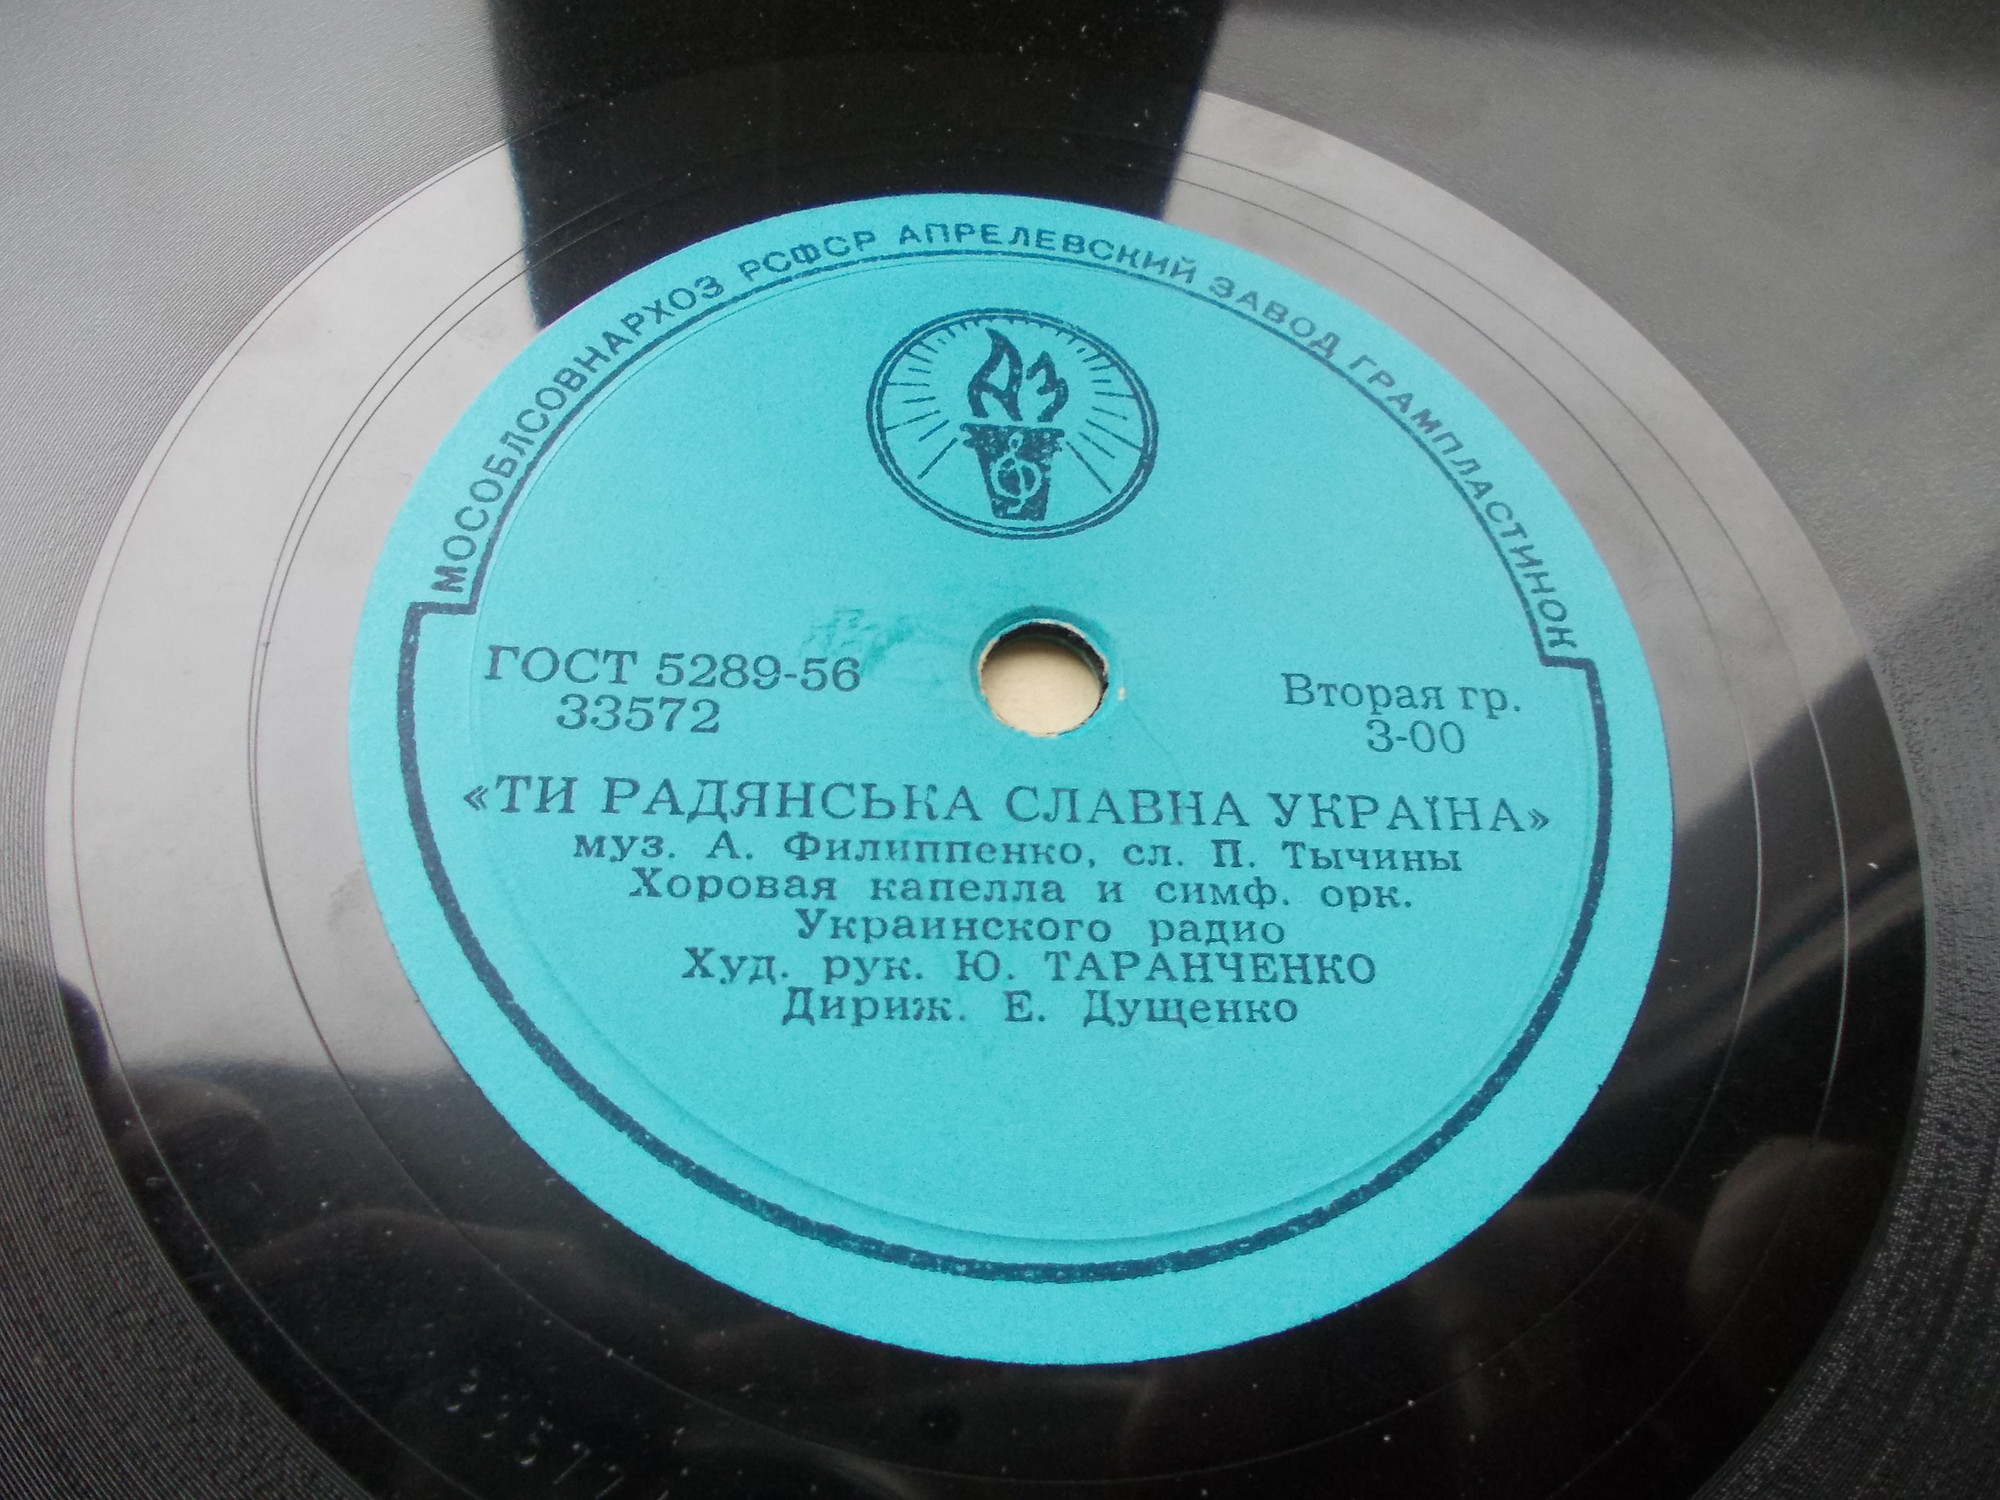 МОСОБЛСОВНАРХОЗ РСФСР АПРЕЛЕВСКИЙ ЗАВОД ГРАМПЛАСТИНОК
АЗ
ГОСТ 5289-56
33572
Вторая гр.
3-00
«ТИ РАДЯНСЬКА СЛАВНА УКРАЇНА»
муз. А. Филиппенко, сл. П. Тычины
Хоровая капелла и симф. орк.
Украинского радио
Худ. рук. Ю. ТАРАНЧЕНКО
Дириж. Е. Дущенко